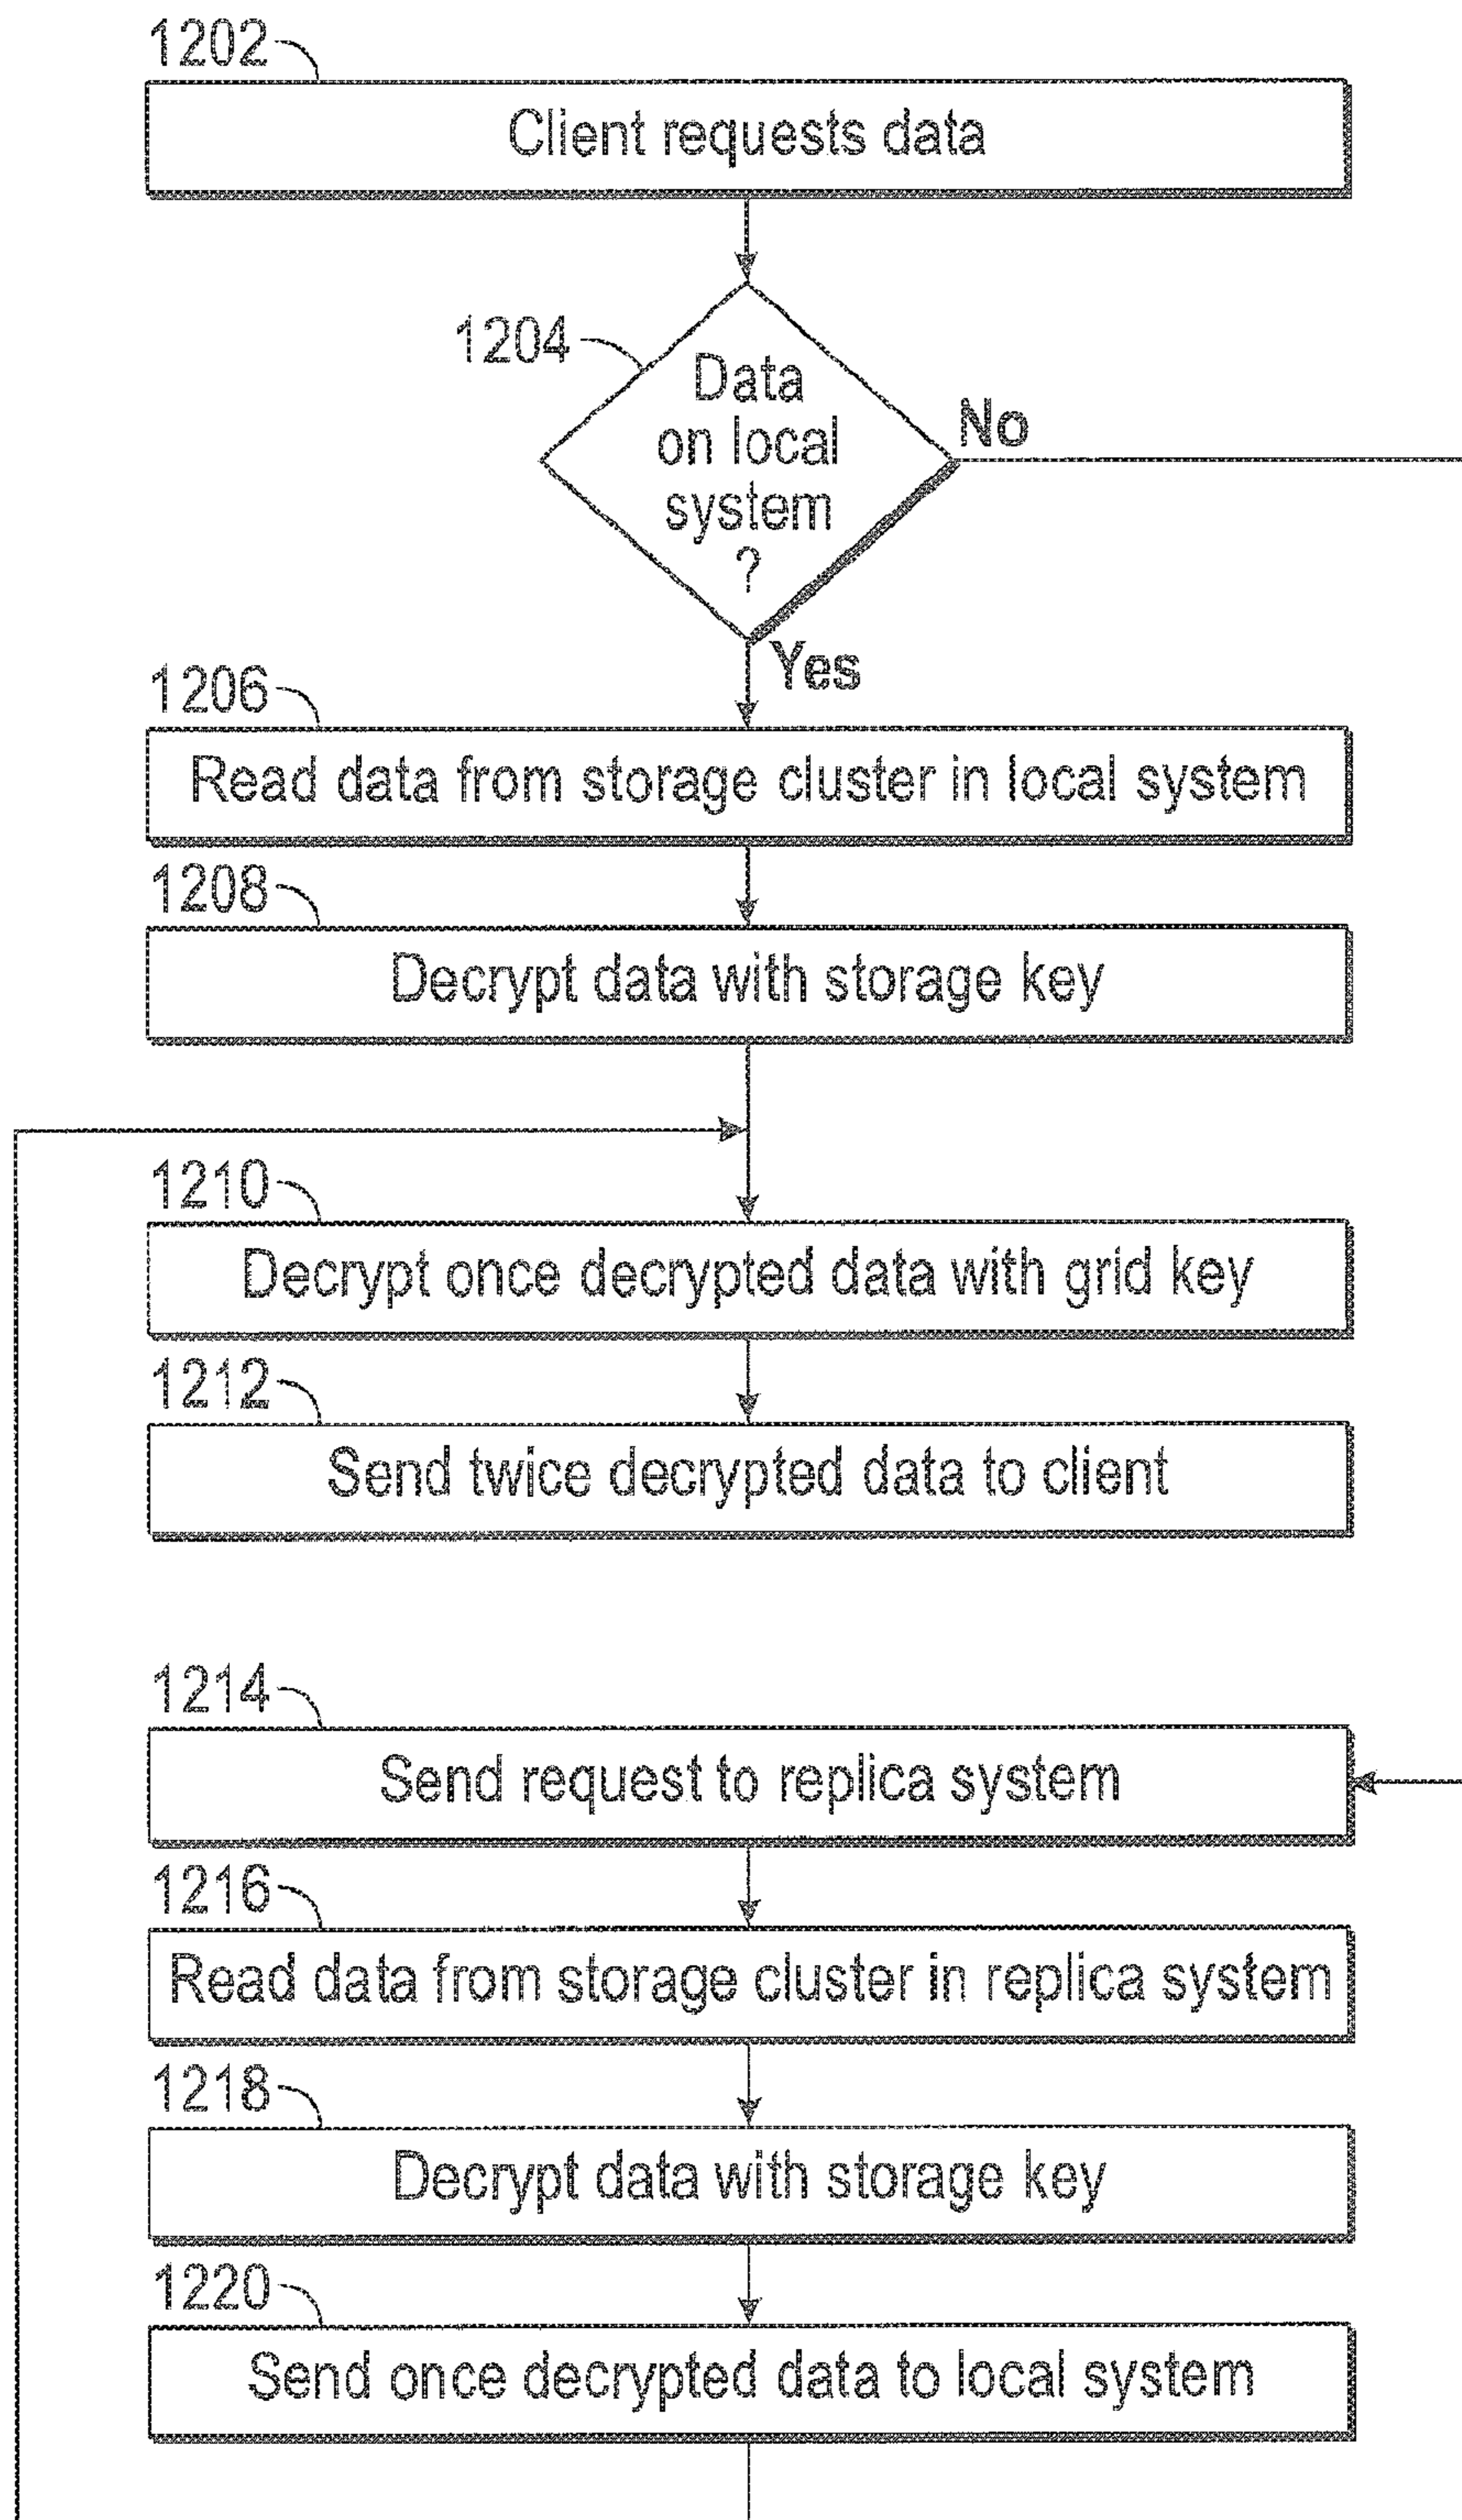 1202
Client requests data
1204
Data
on local
system
?
No
Yes
1206
Read data from storage cluster in local system
1208
Decrypt data with storage key
1210
Decrypt once decrypted data with grid key
1212
Send twice decrypted data to client
1214
Send request to replica system
1216
Read data from storage cluster in replica system
1218
Decrypt data with storage key
1220
Send once decrypted data to local system